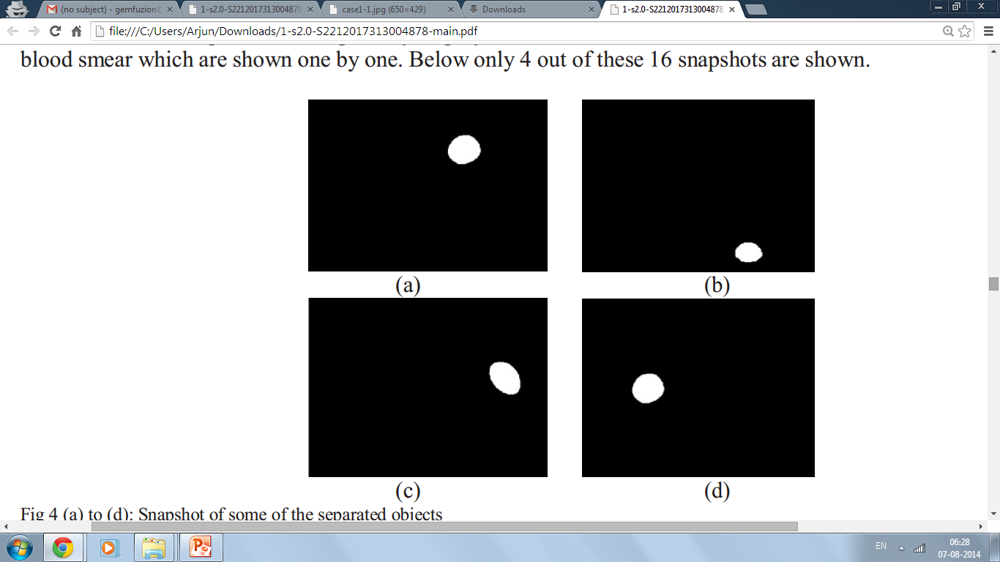 (no subject) - gemfuzion@
1-s2.0-S2212017313004878
case1-1.jpg (650×429)
Downloads
1-s2.0-S2212017313004878
file:///C:/Users/Arjun/Downloads/1-s2.0-S2212017313004878-main.pdf
blood smear which are shown one by one. Below only 4 out of these 16 snapshots are shown.
(a)
(b)
(c)
(d)
Fig 4 (a) to (d): Snapshot of some of the separated objects
EN
06:28
07-08-2014